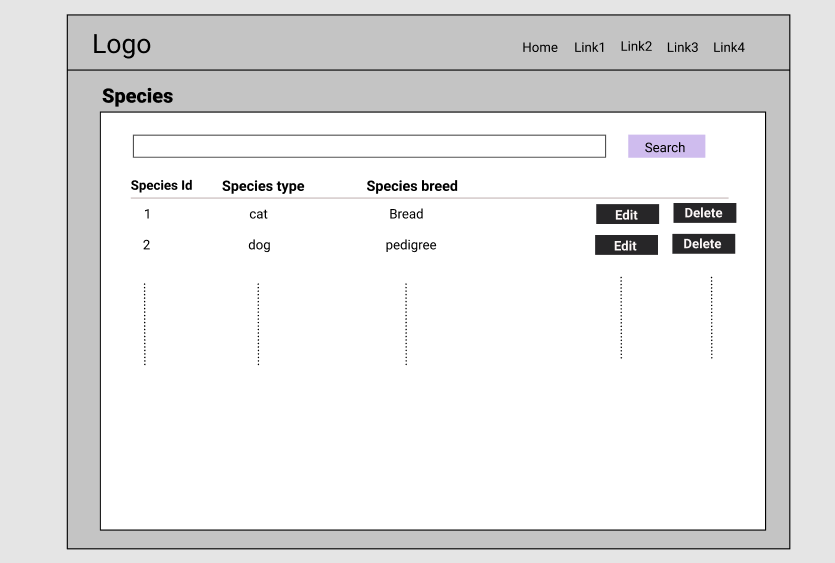 Logo
Home Link1 Link2 Link3 Link4
Species
Search
Species Id Species type Species breed
1 cat Bread Edit Delete
2 dog pedigree Edit Delete